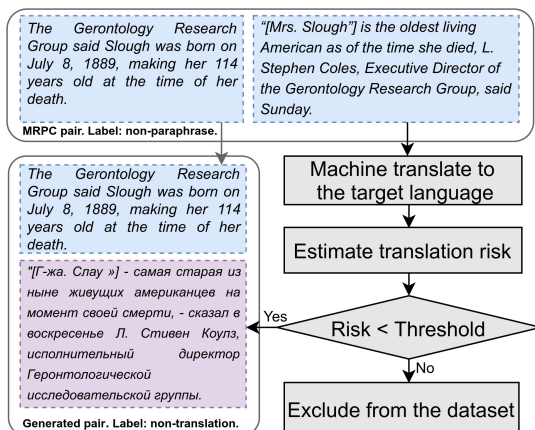 The Gerontology Research
Group said Slough was born on
July 8, 1889, making her 114
years old at the time of her
death.
“[Mrs. Slough”] is the oldest living
American as of the time she died, L.
Stephen Coles, Executive Director of
the Gerontology Research Group, said
Sunday.
MRPC pair. Label: non-paraphrase.
Machine translate to
the target language
Estimate translation risk
Risk < Threshold
Yes
No
Exclude from the dataset
The Gerontology Research
Group said Slough was born on
July 8, 1889, making her 114
years old at the time of her
death.
"[Г-жа. Слау »] - самая старая из
ныне живущих американцев на
момент своей смерти, - сказал в
воскресенье Л. Стивен Коулз,
исполнительный директор
Геронтологической
исследовательской группы.
Generated pair. Label: non-translation.